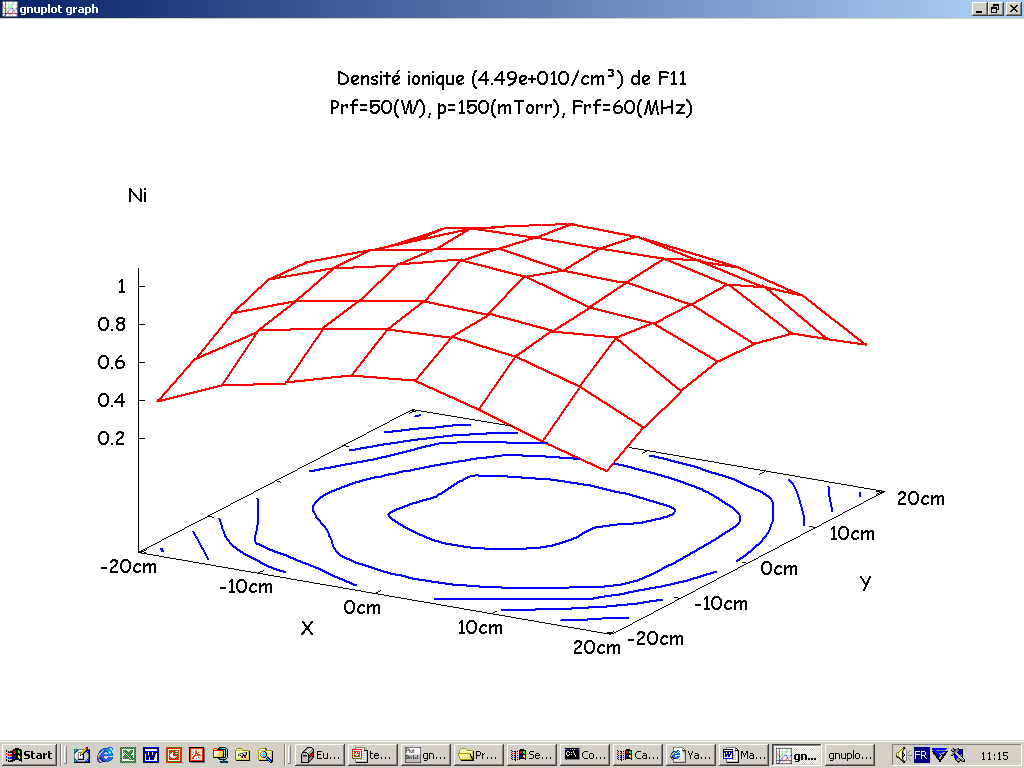 gnuplot graph
Densité ionique (4.49e+010/cm³) de F11
Prf=50(W), p=150(mTorr), Frf=60(MHz)
Ni
1
0.8
0.6
0.4
0.2
-20cm
-10cm
0cm
10cm
20cm
X
-20cm
-10cm
0cm
10cm
20cm
Y
Start
Eu...
te...
gn...
Pr...
Se...
Co...
Ca...
Ya...
Ma...
gn...
gnuplo...
FR
11:15